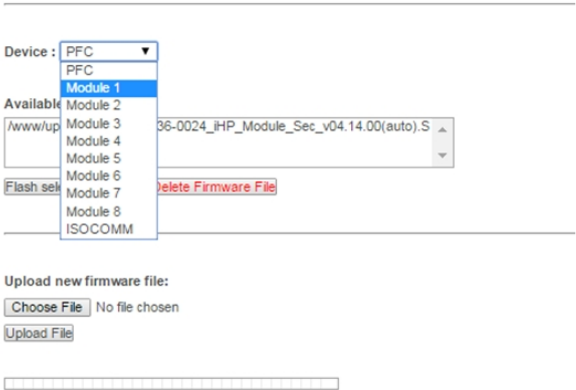 Device : PFC
PFC
Module 1
Module 2
Module 3
Module 4
Module 5
Module 6
Module 7
Module 8
ISOCOMM
Available
/www/up 36-0024_iHP_Module_Sec_v04.14.00(auto).S
Flash sele Delete Firmware File
Upload new firmware file:
Choose File No file chosen
Upload File